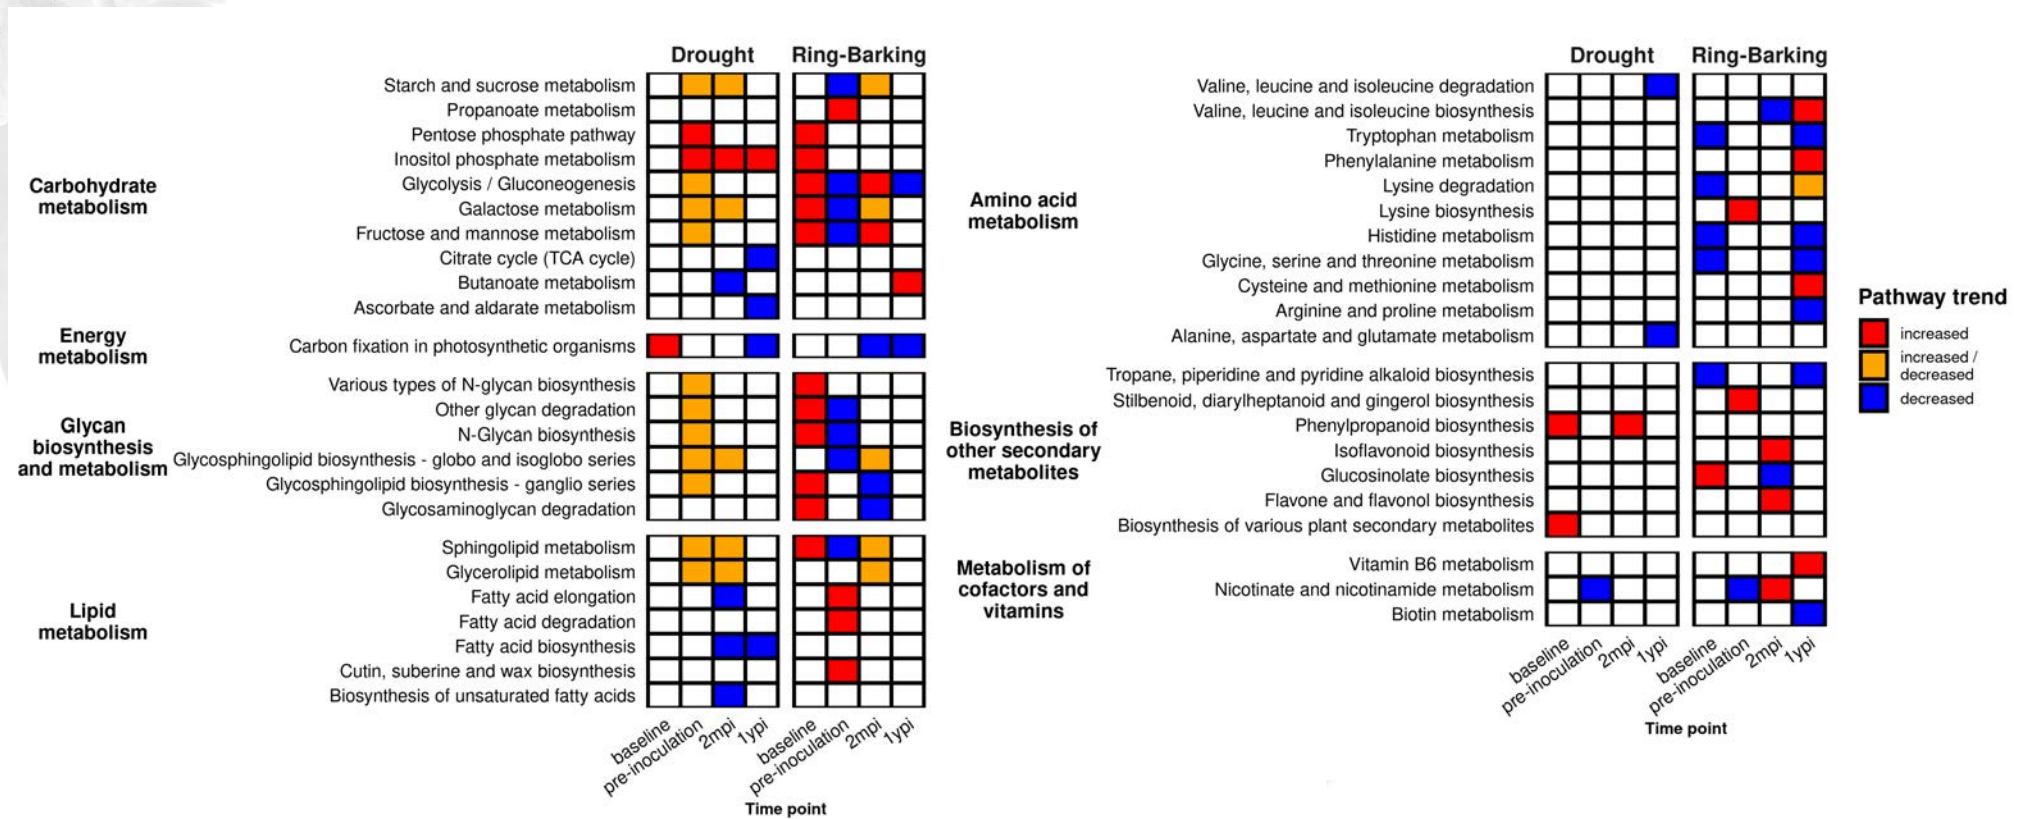 Drought
Ring-Barking
Carbohydrate
metabolism
Starch and sucrose metabolism
Propanoate metabolism
Pentose phosphate pathway
Inositol phosphate metabolism
Glycolysis / Gluconeogenesis
Galactose metabolism
Fructose and mannose metabolism
Citrate cycle (TCA cycle)
Butanoate metabolism
Ascorbate and aldarate metabolism
Energy
metabolism
Carbon fixation in photosynthetic organisms
Glycan
biosynthesis
and metabolism
Various types of N-glycan biosynthesis
Other glycan degradation
N-Glycan biosynthesis
Glycosphingolipid biosynthesis - globo and isoglobo series
Glycosphingolipid biosynthesis - ganglio series
Glycosaminoglycan degradation
Lipid
metabolism
Sphingolipid metabolism
Glycerolipid metabolism
Fatty acid elongation
Fatty acid degradation
Fatty acid biosynthesis
Cutin, suberine and wax biosynthesis
Biosynthesis of unsaturated fatty acids
baseline
pre-inoculation
2mpi
1ypi
baseline
pre-inoculation
2mpi
1ypi
Time point
Drought
Ring-Barking
Amino acid
metabolism
Valine, leucine and isoleucine degradation
Valine, leucine and isoleucine biosynthesis
Tryptophan metabolism
Phenylalanine metabolism
Lysine degradation
Lysine biosynthesis
Histidine metabolism
Glycine, serine and threonine metabolism
Cysteine and methionine metabolism
Arginine and proline metabolism
Alanine, aspartate and glutamate metabolism
Biosynthesis of
other secondary
metabolites
Tropane, piperidine and pyridine alkaloid biosynthesis
Stilbenoid, diarylheptanoid and gingerol biosynthesis
Phenylpropanoid biosynthesis
Isoflavonoid biosynthesis
Glucosinolate biosynthesis
Flavone and flavonol biosynthesis
Biosynthesis of various plant secondary metabolites
Metabolism of
cofactors and
vitamins
Vitamin B6 metabolism
Nicotinate and nicotinamide metabolism
Biotin metabolism
baseline
pre-inoculation
2mpi
1ypi
baseline
pre-inoculation
2mpi
1ypi
Time point
Pathway trend
increased
increased /
decreased
decreased